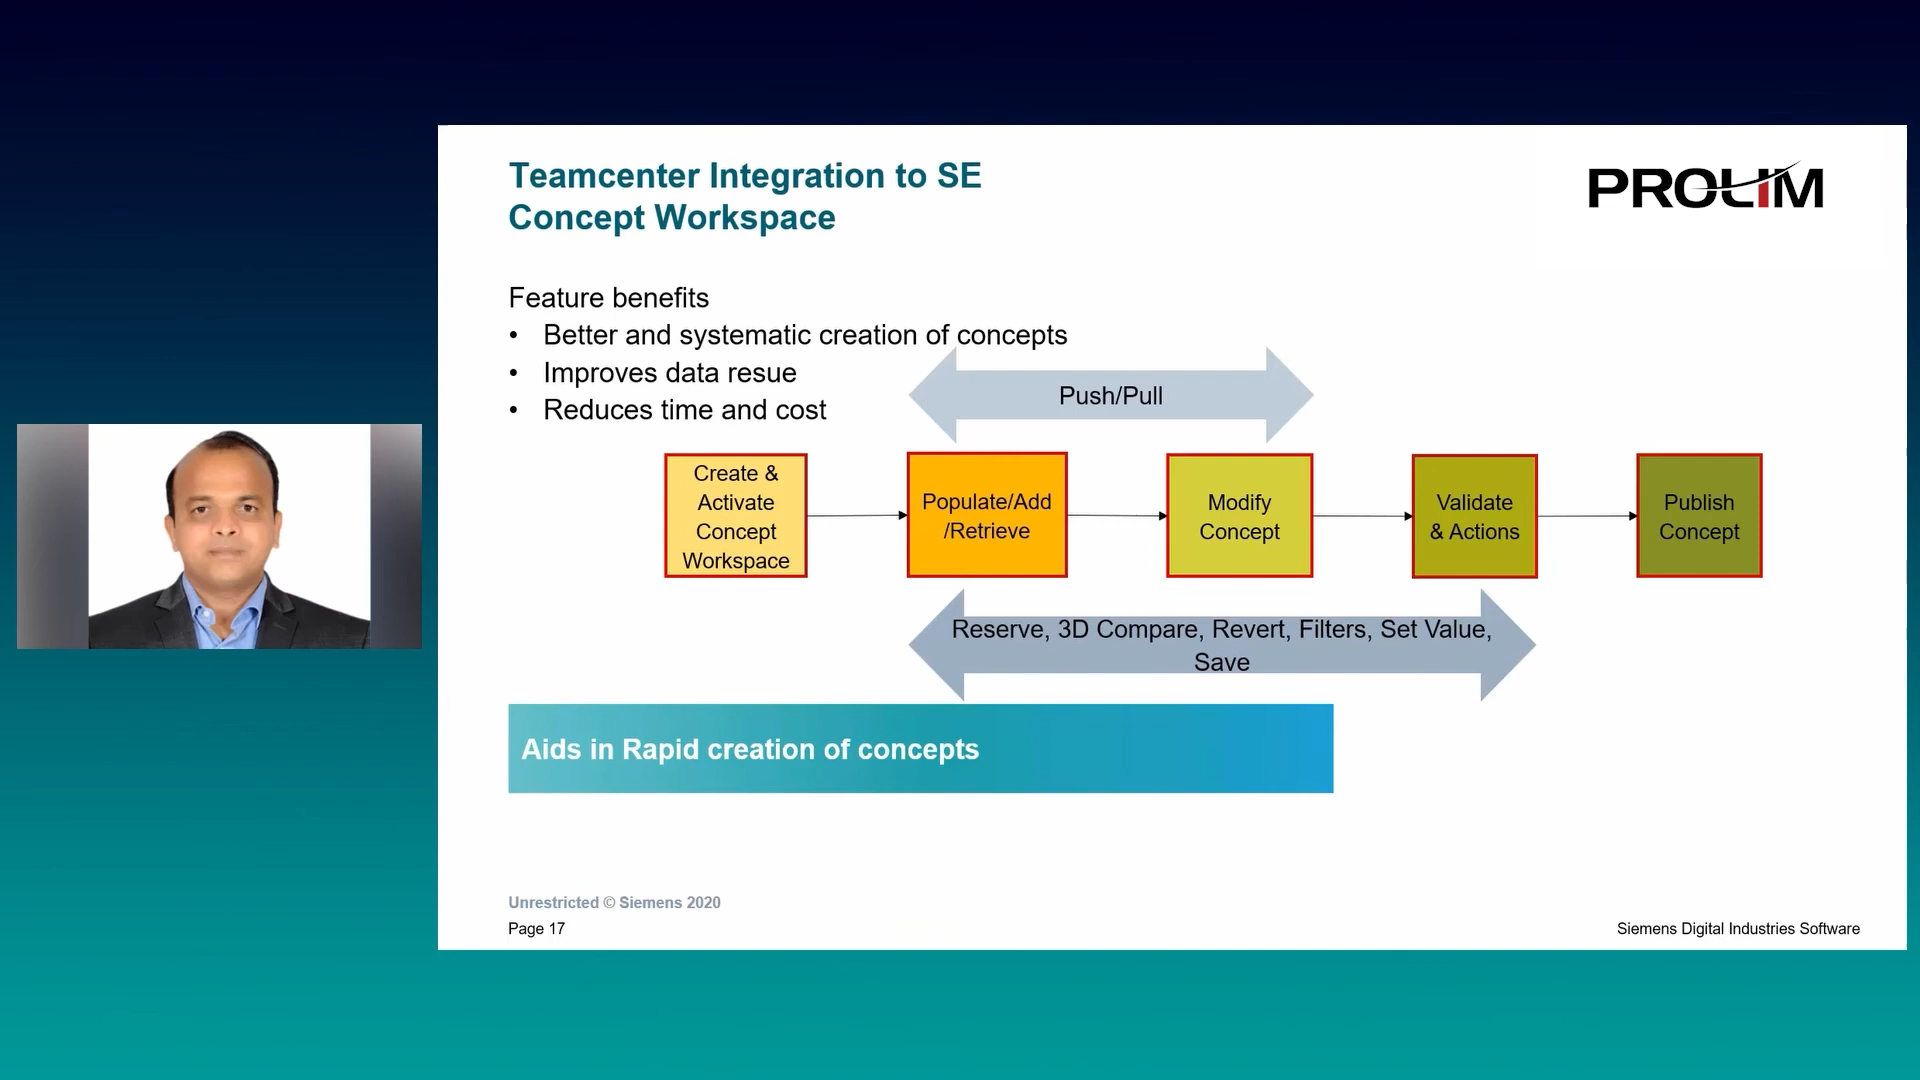 Teamcenter Integration to SE
Concept Workspace
PROLIM
Feature benefits
• Better and systematic creation of concepts
• Improves data resue
• Reduces time and cost
Push/Pull
Create &
Activate
Concept
Workspace
Populate/Add
/Retrieve
Modify
Concept
Validate
& Actions
Publish
Concept
Reserve, 3D Compare, Revert, Filters, Set Value,
Save
Aids in Rapid creation of concepts
Unrestricted © Siemens 2020
Page 17
Siemens Digital Industries Software